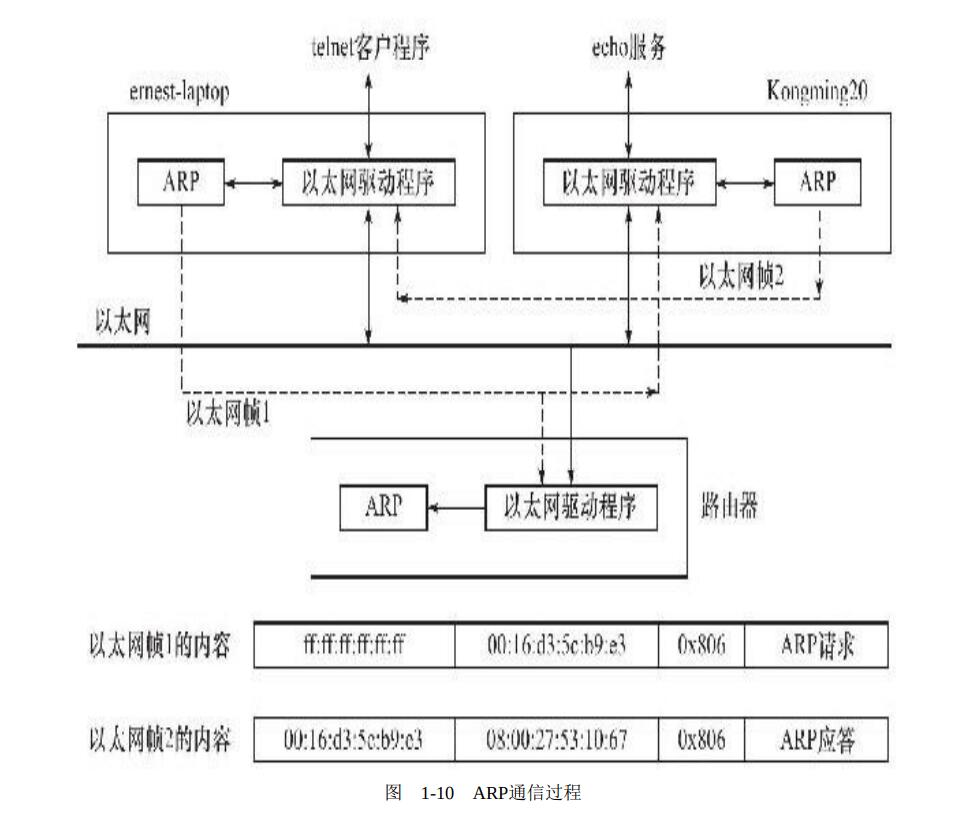 telnet客户程序 echo服务
ernest-laptop Kongming20
ARP 以太网驱动程序 以太网驱动程序 ARP
以太网帧2
以太网
以太网帧1
ARP 以太网驱动程序 路由器
以太网帧1的内容 ff:ff:ff:ff:ff:ff 00:16:d3:5c:b9:e3 0x806 ARP请求
以太网帧2的内容 00:16:d3:5c:b9:e3 08:00:27:53:10:67 0x806 ARP应答
图 1-10 ARP通信过程